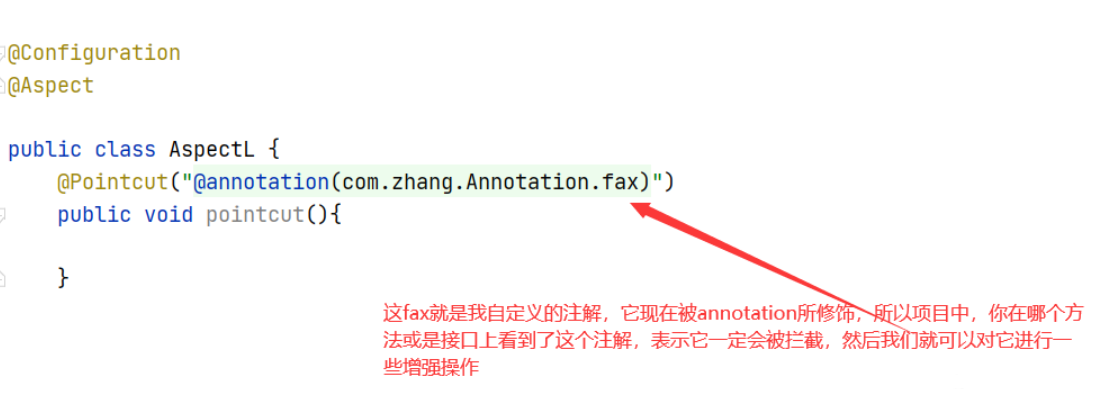 @Configuration
@Aspect
public class AspectL {
@Pointcut("@annotation(com.zhang.Annotation.fax)")
public void pointcut(){
}
这fax就是我自定义的注解，它现在被annotation所修饰，所以项目中，你在哪个方
法或是接口上看到了这个注解，表示它一定会被拦截，然后我们就可以对它进行一
些增强操作